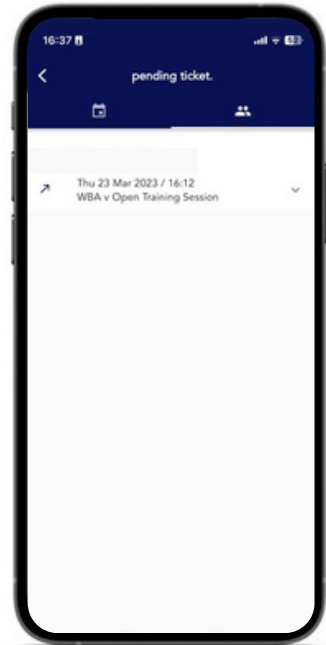 16:37
pending ticket.
Thu 23 Mar 2023 / 16:12
WBA v Open Training Session